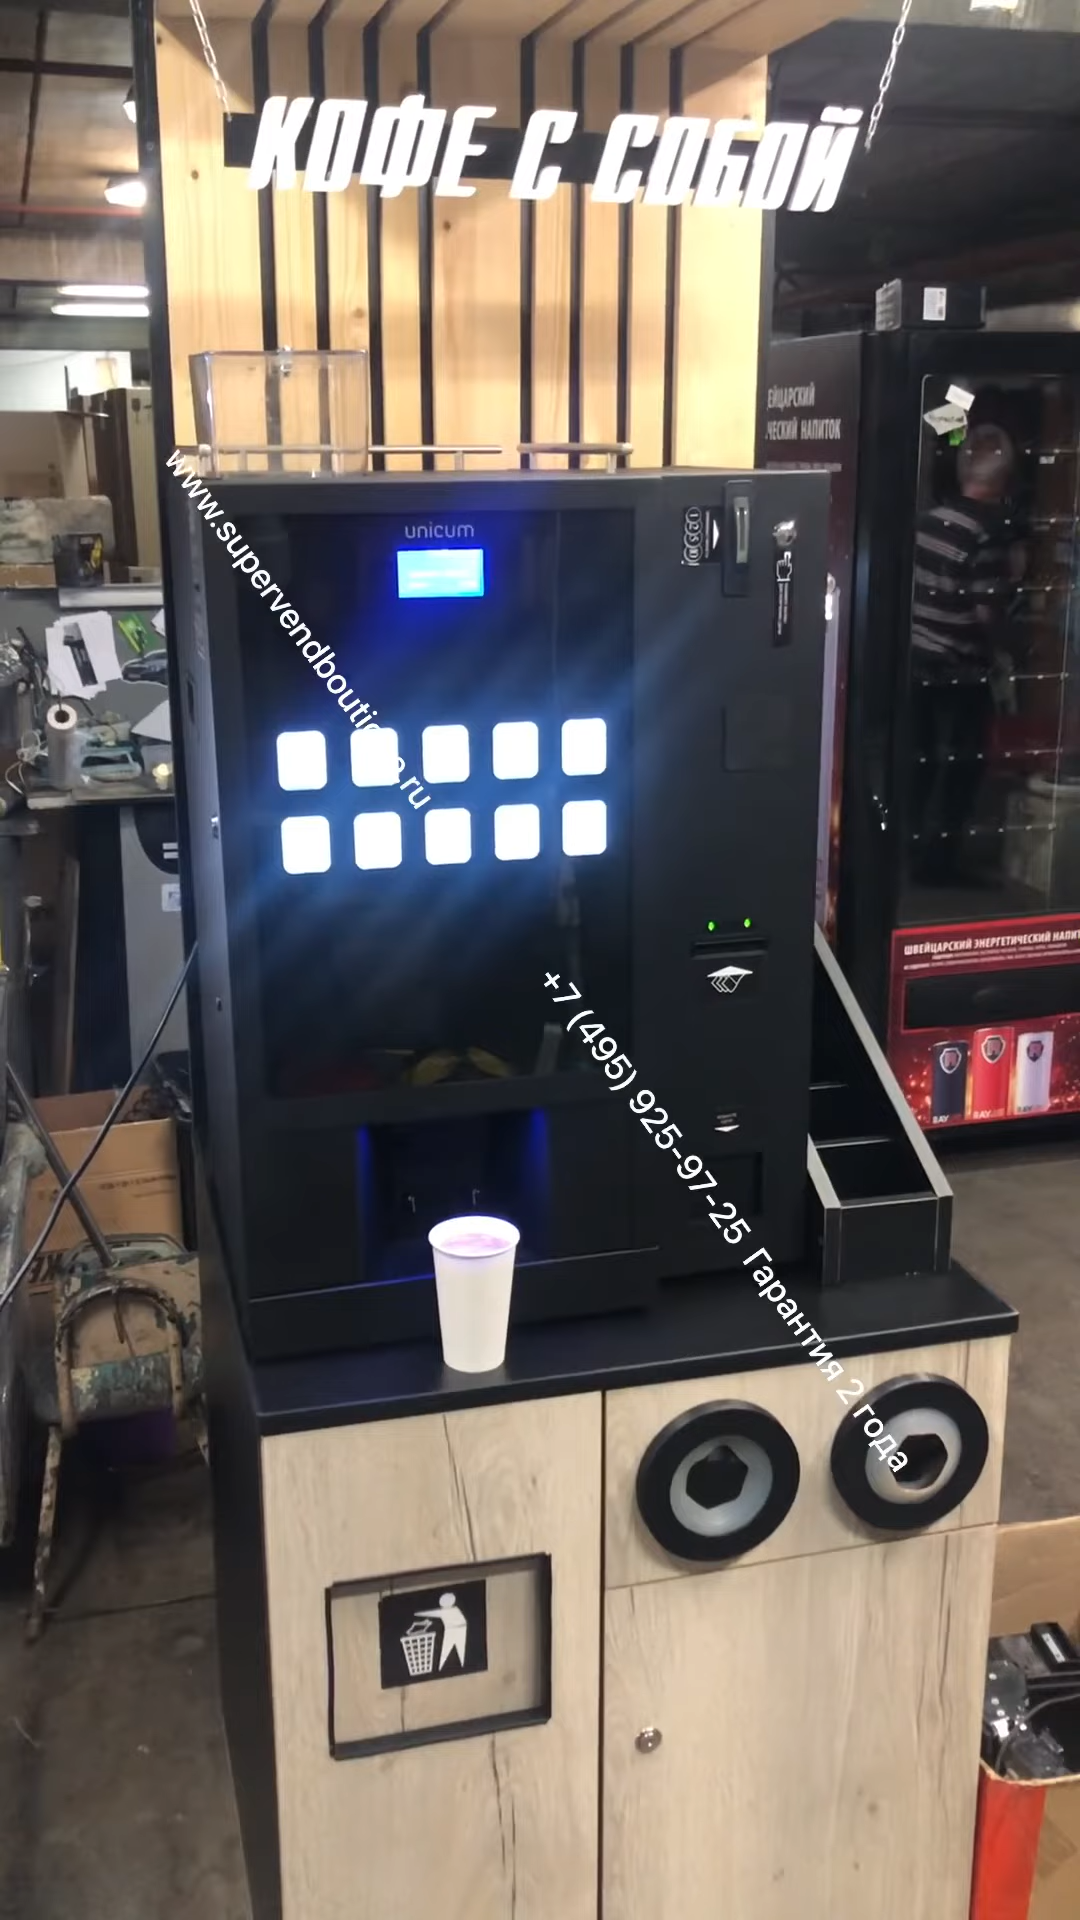 КОФЕ С СОБОЙ
ЕЙЦАРСКИЙ
ЧЕСКИЙ НАПИТОК
unicum
www.supervendboutique.ru
+7 (495) 925-97-25 Гарантия 2 года
ШВЕЙЦАРСКИЙ ЭНЕРГЕТИЧЕСКИЙ НАПИТ